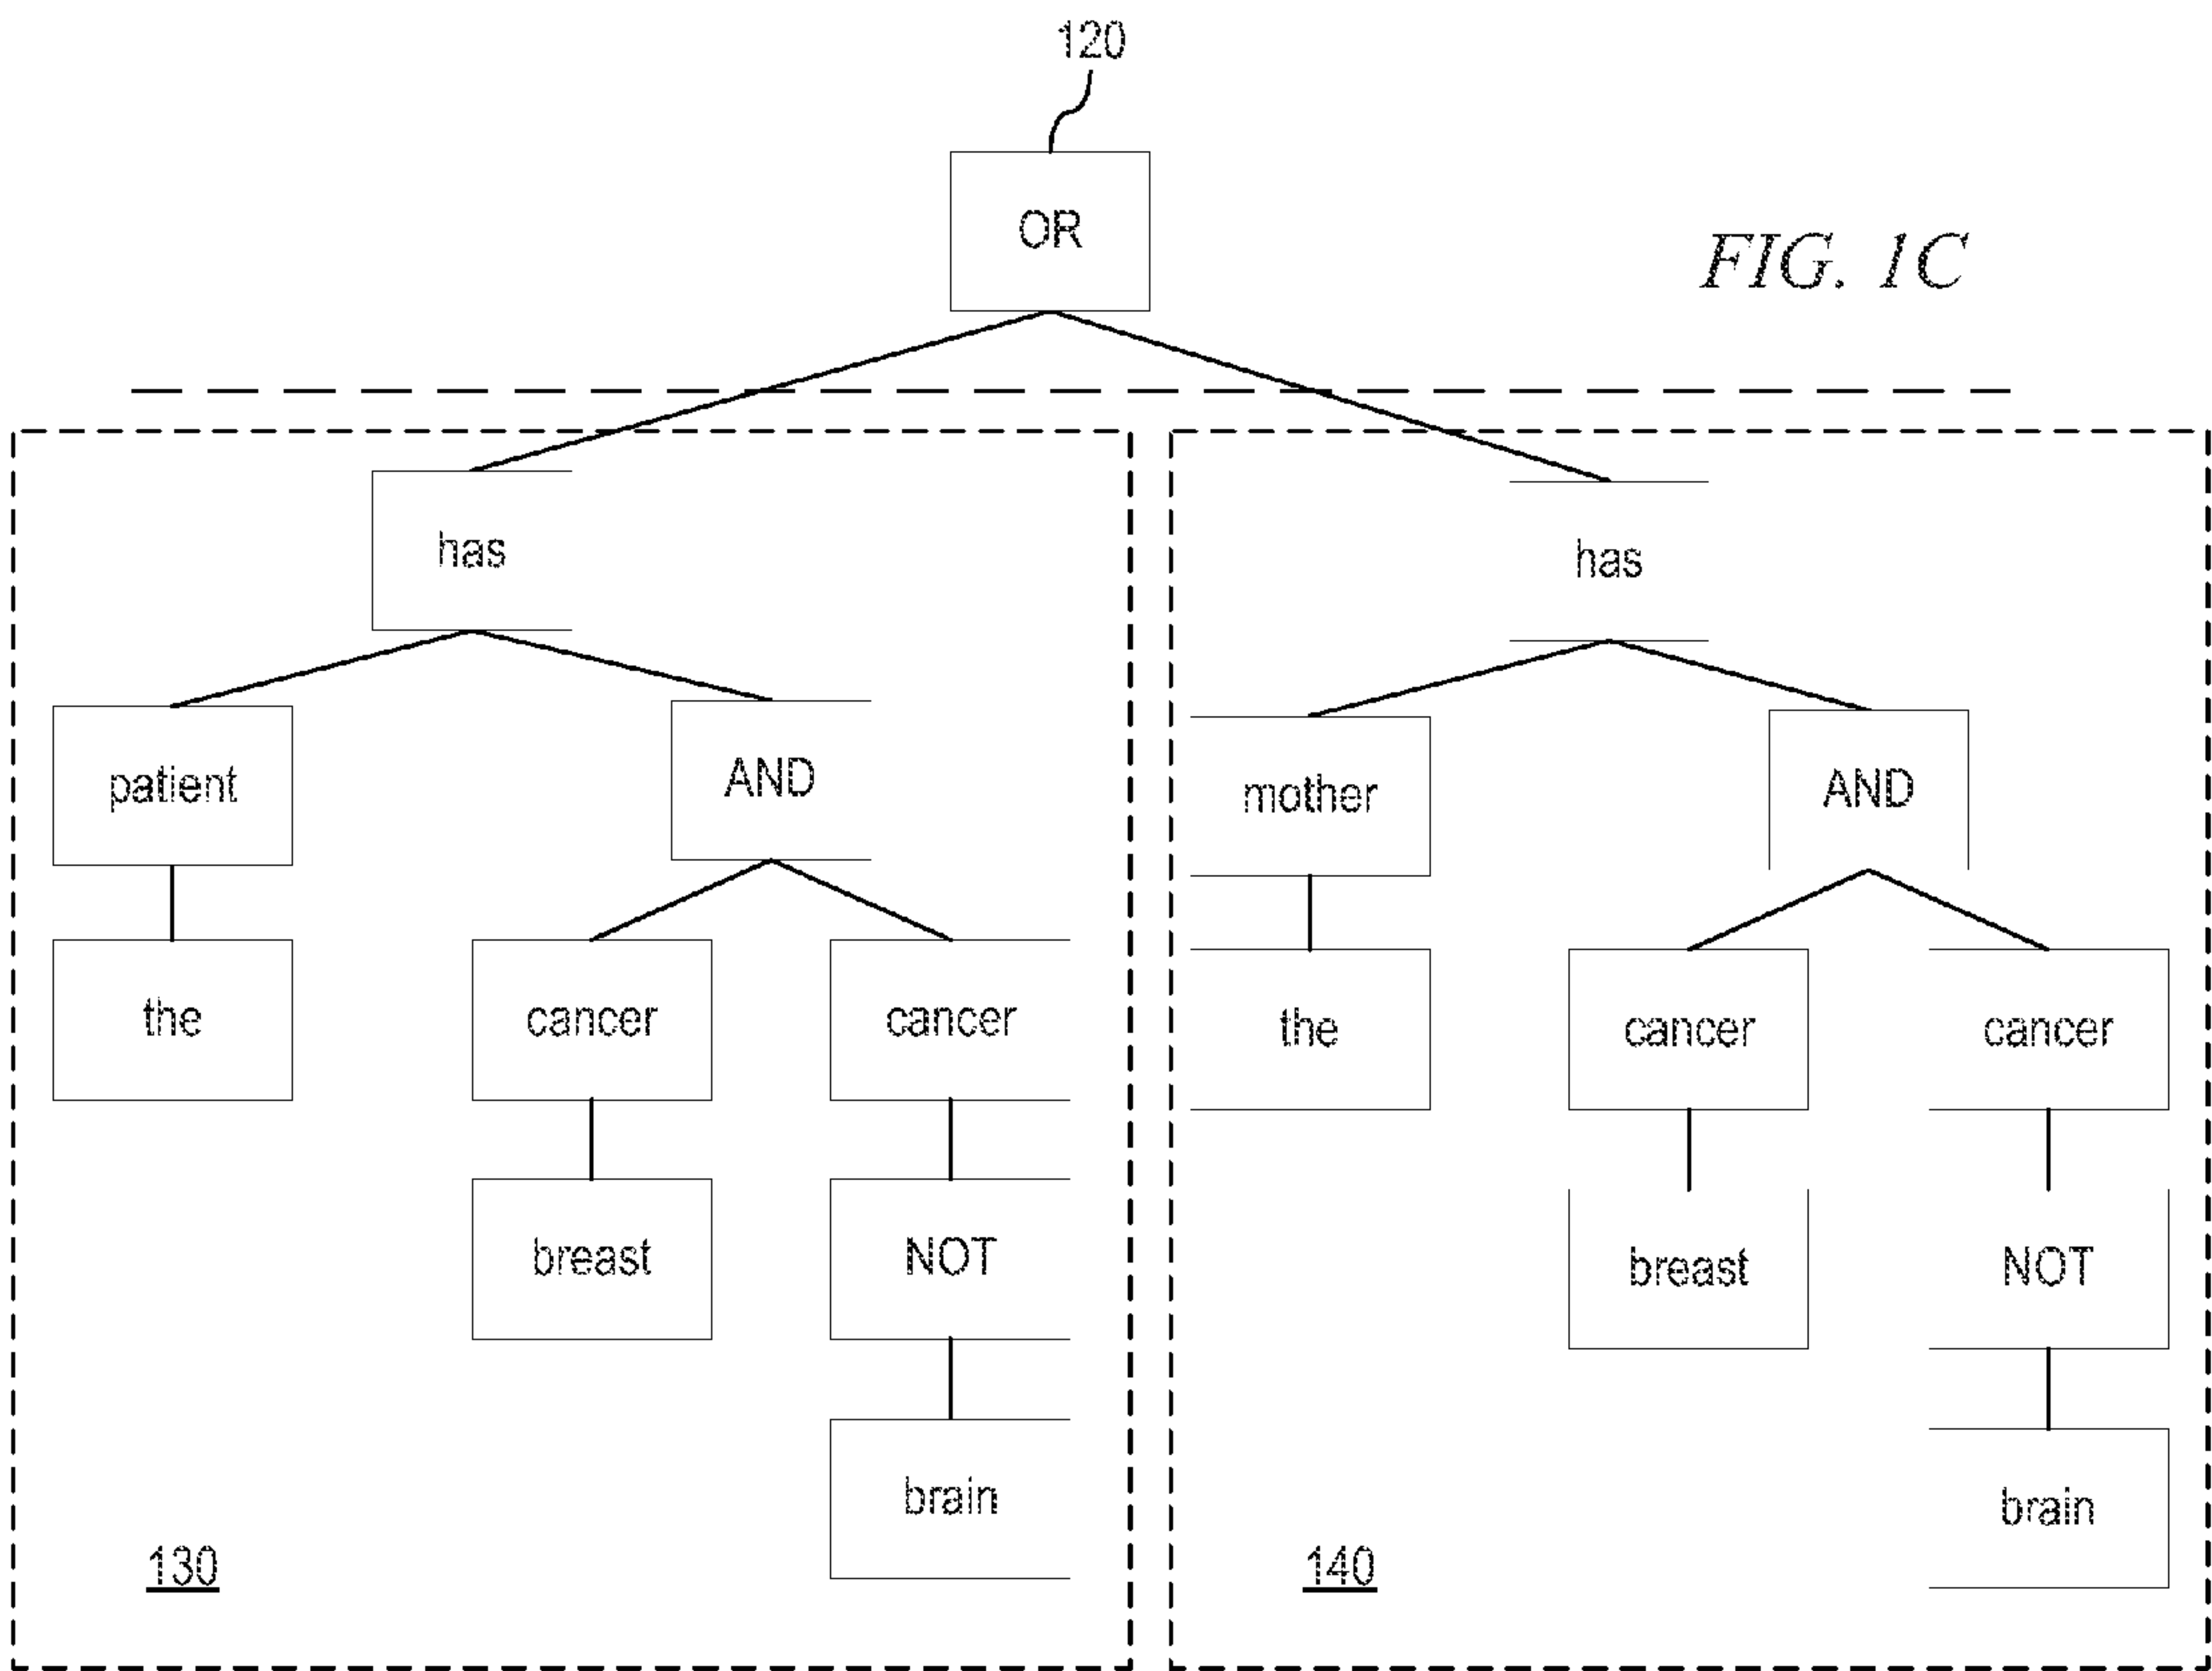 120
OR
FIG. 1C
has
has
patient
AND
mother
AND
the
cancer
cancer
the
cancer
cancer
breast
NOT
breast
NOT
brain
brain
130
140